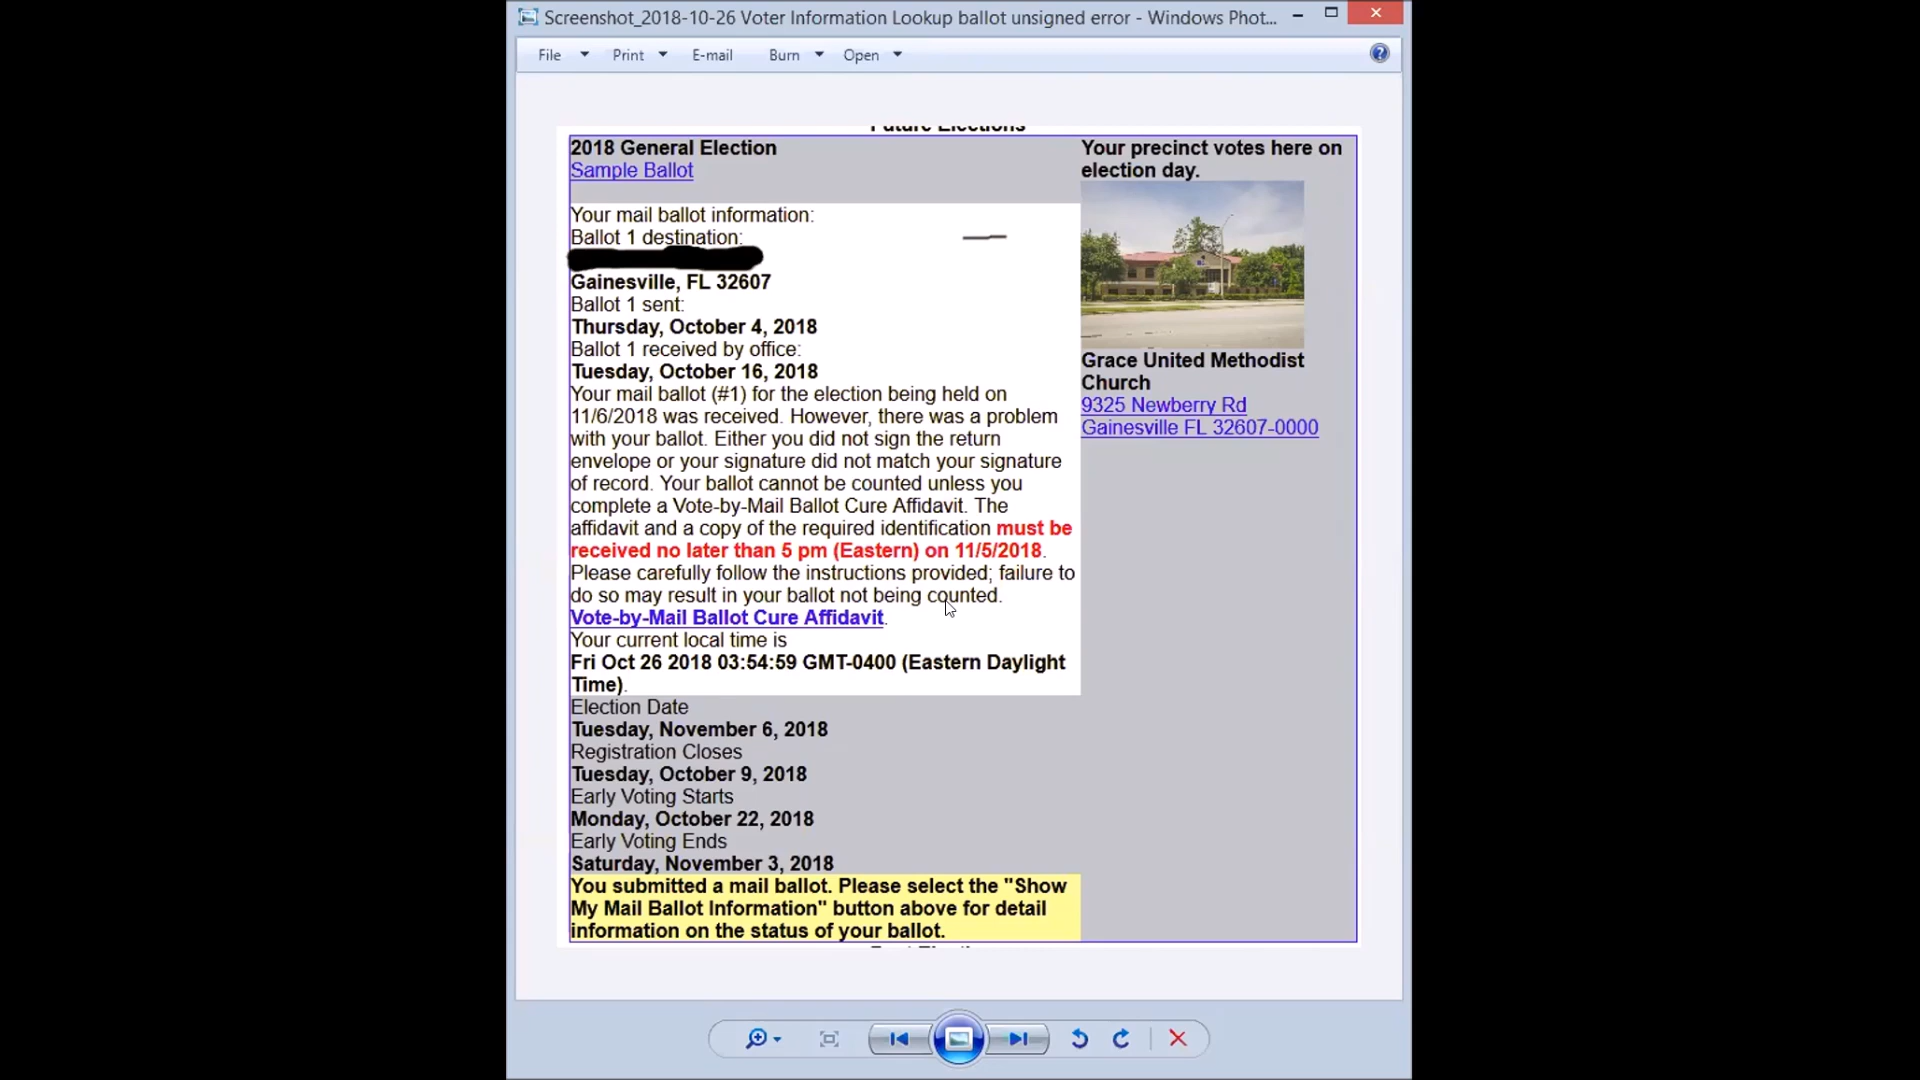 Screenshot_2018-10-26 Voter Information Lookup ballot unsigned error - Windows Phot...
File Print E-mail Burn Open
Future Elections
2018 General Election
Sample Ballot
Your mail ballot information:
Ballot 1 destination:
Gainesville, FL 32607
Ballot 1 sent:
Thursday, October 4, 2018
Ballot 1 received by office:
Tuesday, October 16, 2018
Your mail ballot (#1) for the election being held on
11/6/2018 was received. However, there was a problem
with your ballot. Either you did not sign the return
envelope or your signature did not match your signature
of record. Your ballot cannot be counted unless you
complete a Vote-by-Mail Ballot Cure Affidavit. The
affidavit and a copy of the required identification must be
received no later than 5 pm (Eastern) on 11/5/2018.
Please carefully follow the instructions provided; failure to
do so may result in your ballot not being counted.
Vote-by-Mail Ballot Cure Affidavit.
Your current local time is
Fri Oct 26 2018 03:54:59 GMT-0400 (Eastern Daylight
Time).
Election Date
Tuesday, November 6, 2018
Registration Closes
Tuesday, October 9, 2018
Early Voting Starts
Monday, October 22, 2018
Early Voting Ends
Saturday, November 3, 2018
You submitted a mail ballot. Please select the "Show
My Mail Ballot Information" button above for detail
information on the status of your ballot.
Your precinct votes here on
election day.
Grace United Methodist
Church
9325 Newberry Rd
Gainesville FL 32607-0000